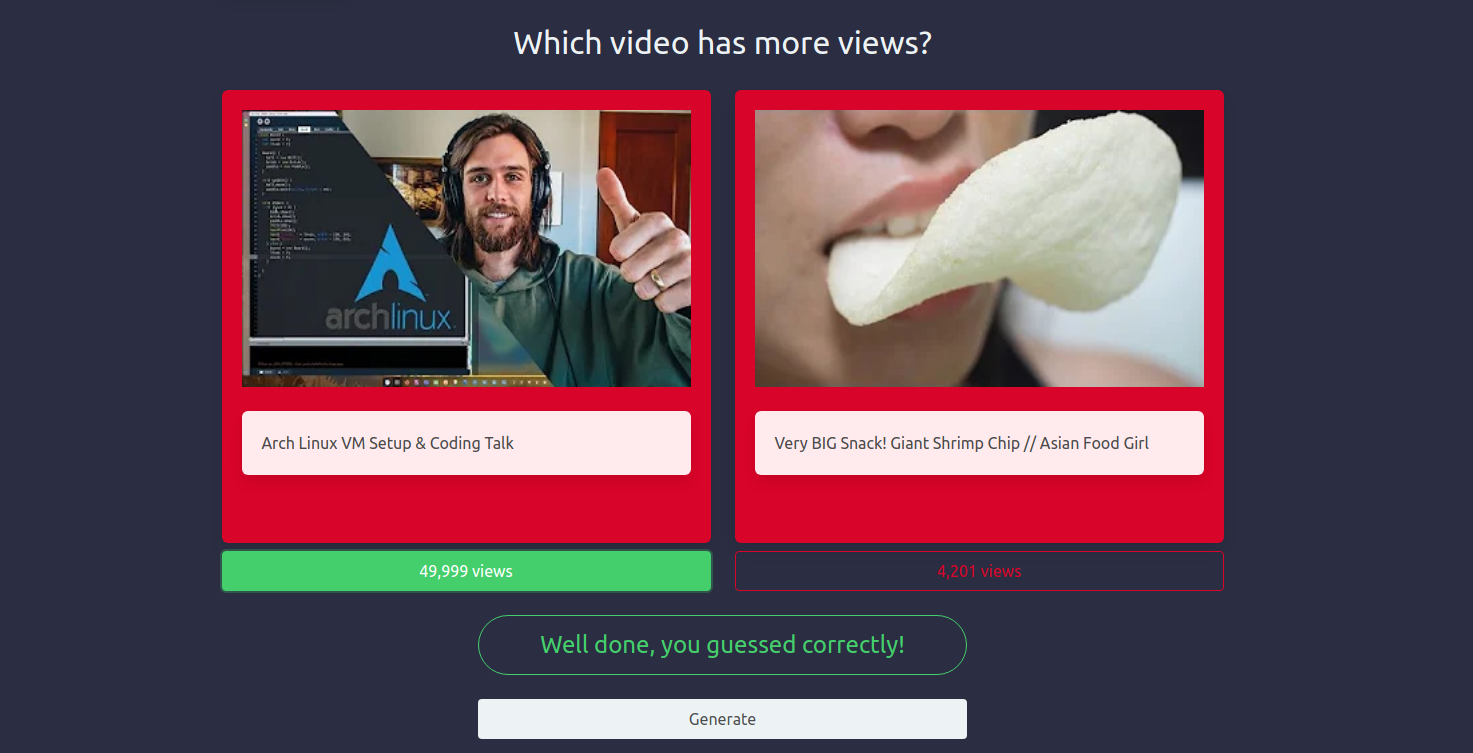 Which video has more views?
archlinux
Arch Linux VM Setup & Coding Talk
Very BIG Snack! Giant Shrimp Chip // Asian Food Girl
49,999 views
4,201 views
Well done, you guessed correctly!
Generate